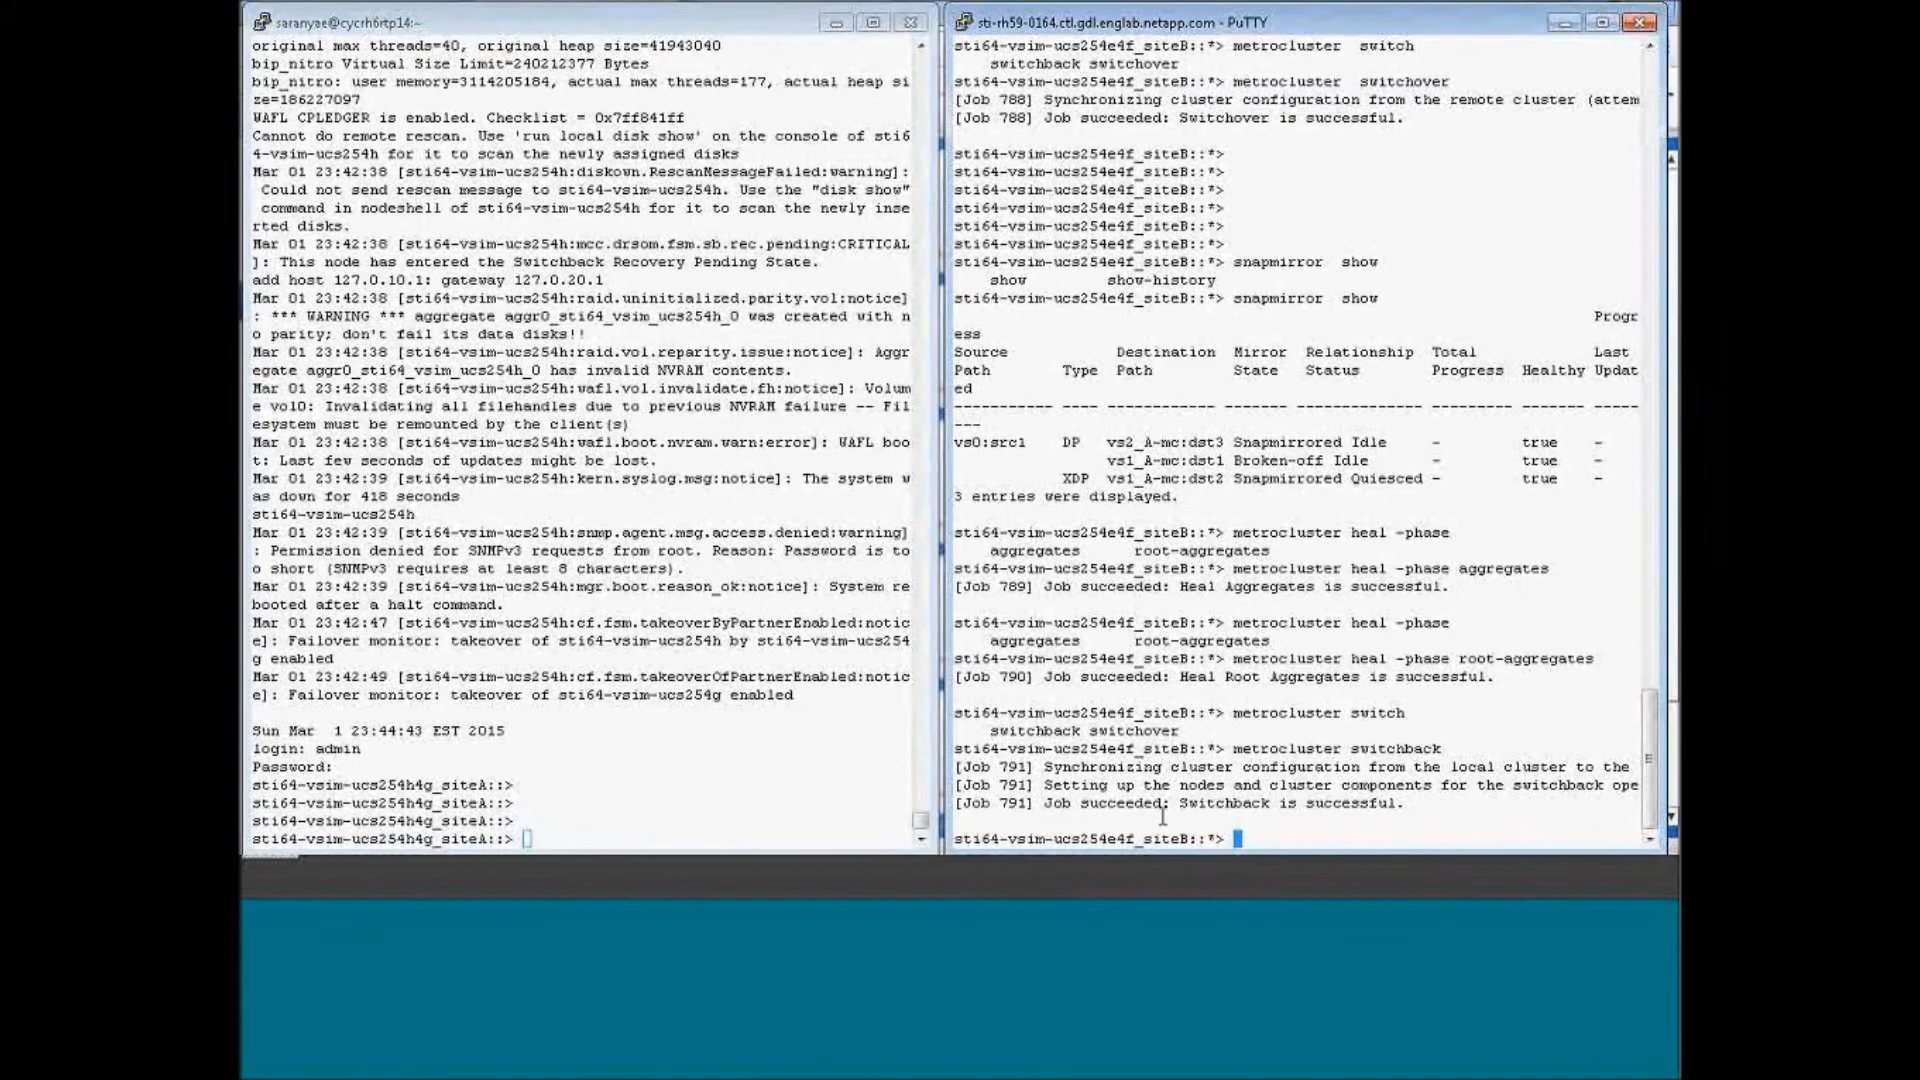 saranyae@cycrh6rtp14:~
original max threads=40, original heap size=41943040
bip_nitro Virtual Size Limit=240212377 Bytes
bip_nitro: user memory=3114205184, actual max threads=177, actual heap si
ze=186227097
WAFL CPLEDGER is enabled. Checklist = 0x7ff841ff
Cannot do remote rescan. Use 'run local disk show' on the console of sti6
4-vsim-ucs254h for it to scan the newly assigned disks
Mar 01 23:42:38 [sti64-vsim-ucs254h:diskown.RescanMessageFailed:warning]:
 Could not send rescan message to sti64-vsim-ucs254h. Use the "disk show"
 command in nodeshell of sti64-vsim-ucs254h for it to scan the newly inse
rted disks.
Mar 01 23:42:38 [sti64-vsim-ucs254h:mcc.drsom.fsm.sb.rec.pending:CRITICAL
]: This node has entered the Switchback Recovery Pending State.
add host 127.0.10.1: gateway 127.0.20.1
Mar 01 23:42:38 [sti64-vsim-ucs254h:raid.uninitialized.parity.vol:notice]
: *** WARNING *** aggregate aggr0_sti64_vsim_ucs254h_0 was created with n
o parity; don't fail its data disks!!
Mar 01 23:42:38 [sti64-vsim-ucs254h:raid.vol.reparity.issue:notice]: Aggr
egate aggr0_sti64_vsim_ucs254h_0 has invalid NVRAM contents.
Mar 01 23:42:38 [sti64-vsim-ucs254h:wafl.vol.invalidate.fh:notice]: Volum
e vol0: Invalidating all filehandles due to previous NVRAM failure -- Fil
esystem must be remounted by the client(s)
Mar 01 23:42:38 [sti64-vsim-ucs254h:wafl.boot.nvram.warn:error]: WAFL boo
t: Last few seconds of updates might be lost.
Mar 01 23:42:39 [sti64-vsim-ucs254h:kern.syslog.msg:notice]: The system w
as down for 418 seconds
sti64-vsim-ucs254h
Mar 01 23:42:39 [sti64-vsim-ucs254h:snmp.agent.msg.access.denied:warning]
: Permission denied for SNMPv3 requests from root. Reason: Password is to
o short (SNMPv3 requires at least 8 characters).
Mar 01 23:42:39 [sti64-vsim-ucs254h:mgr.boot.reason_ok:notice]: System re
booted after a halt command.
Mar 01 23:42:47 [sti64-vsim-ucs254h:cf.fsm.takeoverByPartnerEnabled:notic
e]: Failover monitor: takeover of sti64-vsim-ucs254h by sti64-vsim-ucs254
g enabled
Mar 01 23:42:49 [sti64-vsim-ucs254h:cf.fsm.takeoverOfPartnerEnabled:notic
e]: Failover monitor: takeover of sti64-vsim-ucs254g enabled
Sun Mar  1 23:44:43 EST 2015
login: admin
Password:
sti64-vsim-ucs254h4g_siteA::>
sti64-vsim-ucs254h4g_siteA::>
sti64-vsim-ucs254h4g_siteA::>
sti64-vsim-ucs254h4g_siteA::>
sti-rh59-0164.ctl.gdl.englab.netapp.com - PuTTY
sti64-vsim-ucs254e4f_siteB::*> metrocluster  switch
    switchback switchover
sti64-vsim-ucs254e4f_siteB::*> metrocluster  switchover
[Job 788] Synchronizing cluster configuration from the remote cluster (attem
[Job 788] Job succeeded: Switchover is successful.
sti64-vsim-ucs254e4f_siteB::*>
sti64-vsim-ucs254e4f_siteB::*>
sti64-vsim-ucs254e4f_siteB::*>
sti64-vsim-ucs254e4f_siteB::*>
sti64-vsim-ucs254e4f_siteB::*>
sti64-vsim-ucs254e4f_siteB::*>
sti64-vsim-ucs254e4f_siteB::*> snapmirror  show
    show         show-history
sti64-vsim-ucs254e4f_siteB::*> snapmirror  show
Progr
ess
Source            Destination  Mirror  Relationship  Total             Last
Path        Type  Path         State   Status        Progress  Healthy Updat
ed
----------- ---- ------------ ------- -------------- --------- ------- -----
---
vs0:src1    DP   vs2_A-mc:dst3 Snapmirrored Idle     -         true    -
                 vs1_A-mc:dst1 Broken-off Idle       -         true    -
            XDP  vs1_A-mc:dst2 Snapmirrored Quiesced -         true    -
3 entries were displayed.
sti64-vsim-ucs254e4f_siteB::*> metrocluster heal -phase
    aggregates      root-aggregates
sti64-vsim-ucs254e4f_siteB::*> metrocluster heal -phase aggregates
[Job 789] Job succeeded: Heal Aggregates is successful.
sti64-vsim-ucs254e4f_siteB::*> metrocluster heal -phase
    aggregates      root-aggregates
sti64-vsim-ucs254e4f_siteB::*> metrocluster heal -phase root-aggregates
[Job 790] Job succeeded: Heal Root Aggregates is successful.
sti64-vsim-ucs254e4f_siteB::*> metrocluster switch
    switchback switchover
sti64-vsim-ucs254e4f_siteB::*> metrocluster switchback
[Job 791] Synchronizing cluster configuration from the local cluster to the
[Job 791] Setting up the nodes and cluster components for the switchback ope
[Job 791] Job succeeded: Switchback is successful.
sti64-vsim-ucs254e4f_siteB::*>